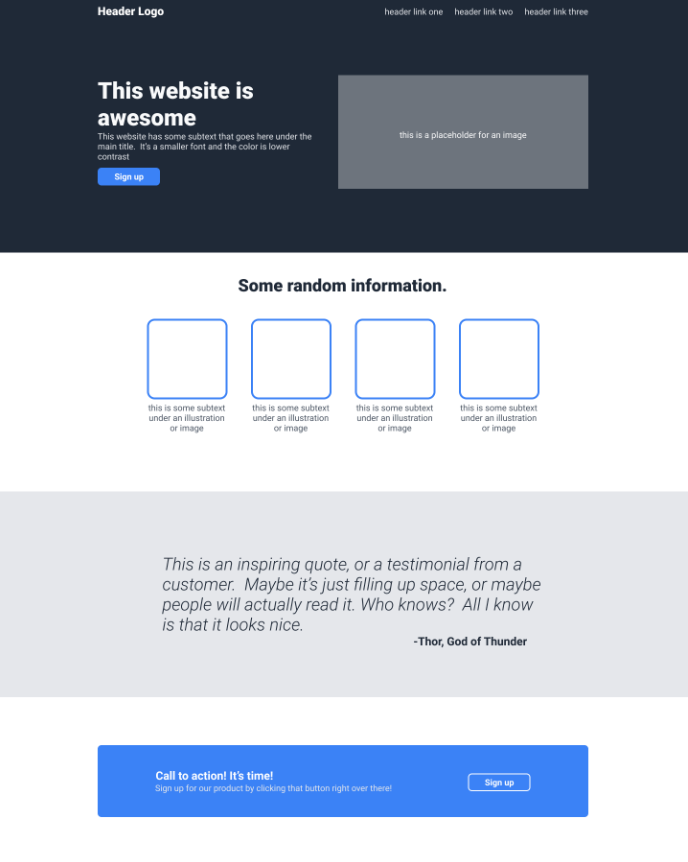 Header Logo
header link one
header link two
header link three
This website is
awesome
This website has some subtext that goes here under the
main title.  It's a smaller font and the color is lower
contrast
Sign up
this is a placeholder for an image
Some random information.
this is some subtext
under an illustration
or image
this is some subtext
under an illustration
or image
this is some subtext
under an illustration
or image
this is some subtext
under an illustration
or image
This is an inspiring quote, or a testimonial from a
customer.  Maybe it's just filling up space, or maybe
people will actually read it. Who knows?  All I know
is that it looks nice.
-Thor, God of Thunder
Call to action! It's time!
Sign up for our product by clicking that button right over there!
Sign up